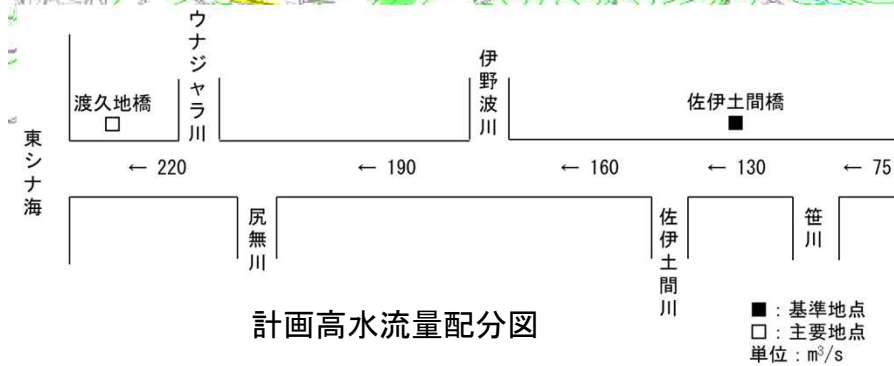 ウナジャラ川
伊野波川
渡久地橋
□
佐伊土間橋
■
東シナ海
← 220
← 190
← 160
← 130
← 75
尻無川
佐伊土間川
笹川
計画高水流量配分図
■：基準地点
□：主要地点
単位：m³/s